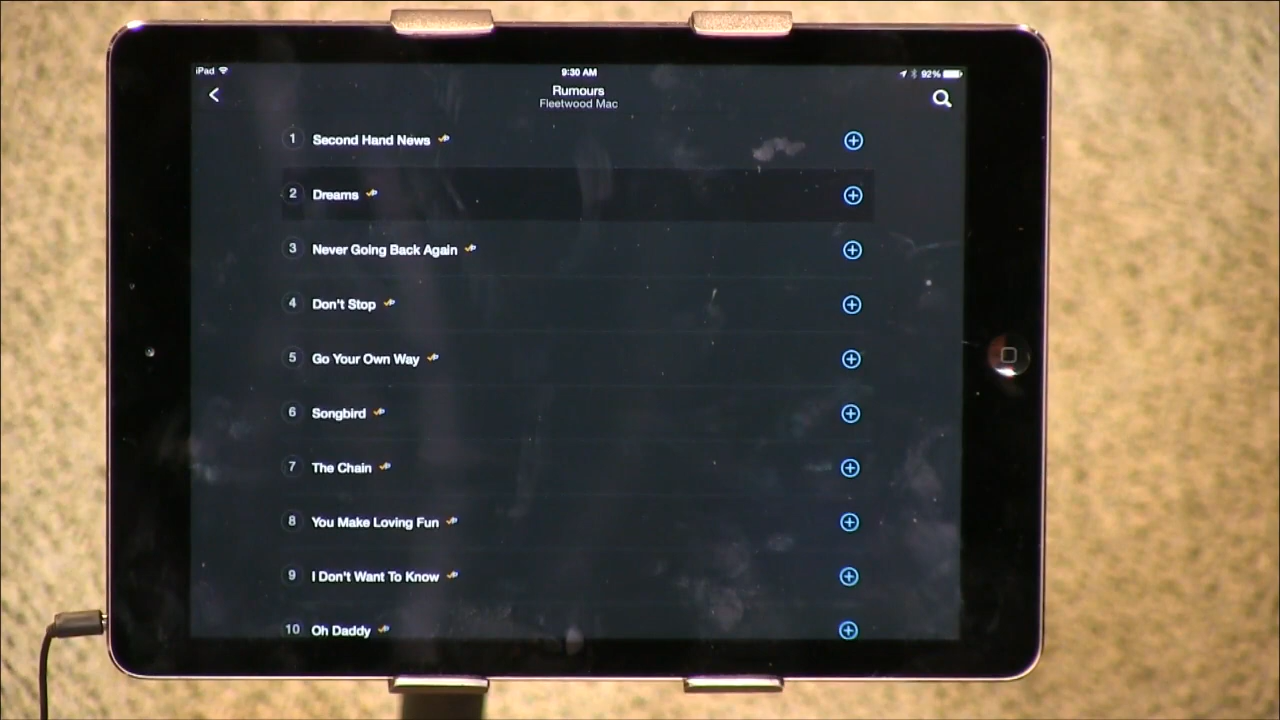 iPad 9:30 AM 92%
Rumours
Fleetwood Mac
1 Second Hand News
2 Dreams
3 Never Going Back Again
4 Don't Stop
5 Go Your Own Way
6 Songbird
7 The Chain
8 You Make Loving Fun
9 I Don't Want To Know
10 Oh Daddy